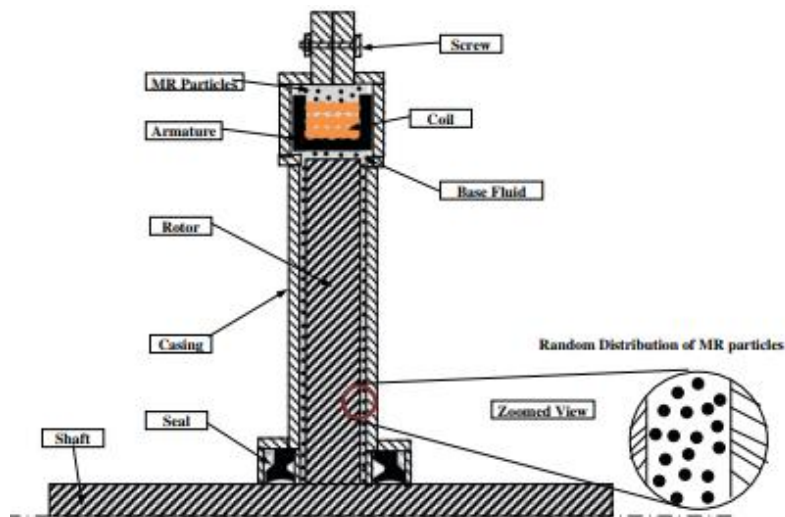 Screw
MR Particles
Armature
Coil
Base Fluid
Rotor
Casing
Random Distribution of MR particles
Zoomed View
Seal
Shaft